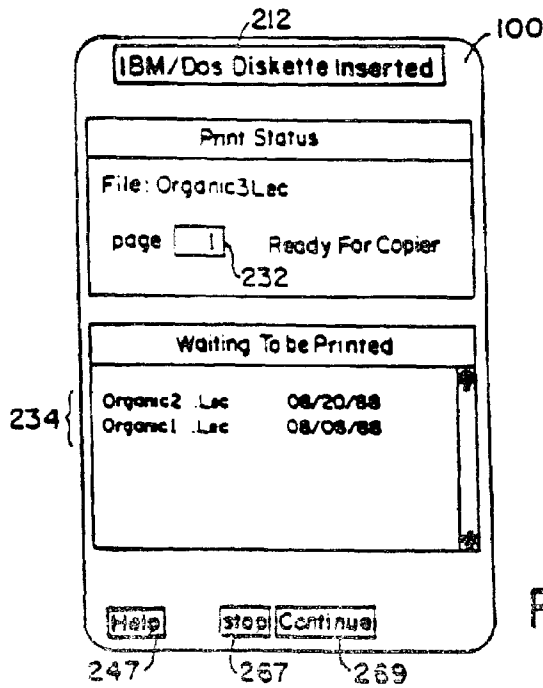 212
100
IBM/Dos Diskette Inserted
Print Status
File: Organic3Lec
page 1 Ready For Copier
232
Waiting To be Printed
234
Organic2 .Lec 08/20/88
Organic1 .Lec 08/08/88
Help stop Continue
247 267 269